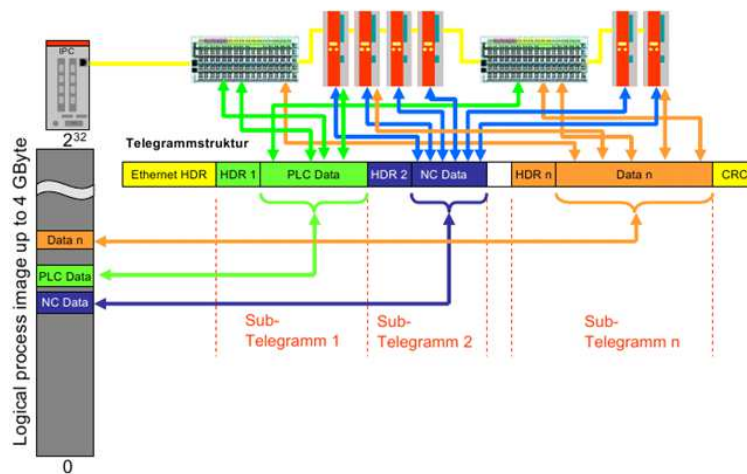 IPC
2³²
Telegrammstruktur
Ethernet HDR HDR 1 PLC Data HDR 2 NC Data HDR n Data n CRC
Logical process image up to 4 GByte
Data n
PLC Data
NC Data
Sub-
Telegramm 1
Sub-
Telegramm 2
Sub-
Telegramm n
0